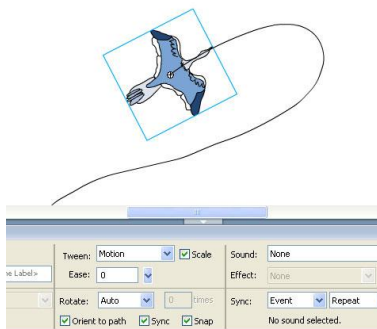 Tween: Motion Scale Sound: None
e Label> Ease: 0 Effect: None
Rotate: Auto 0 times Sync: Event Repeat
Orient to path Sync Snap No sound selected.